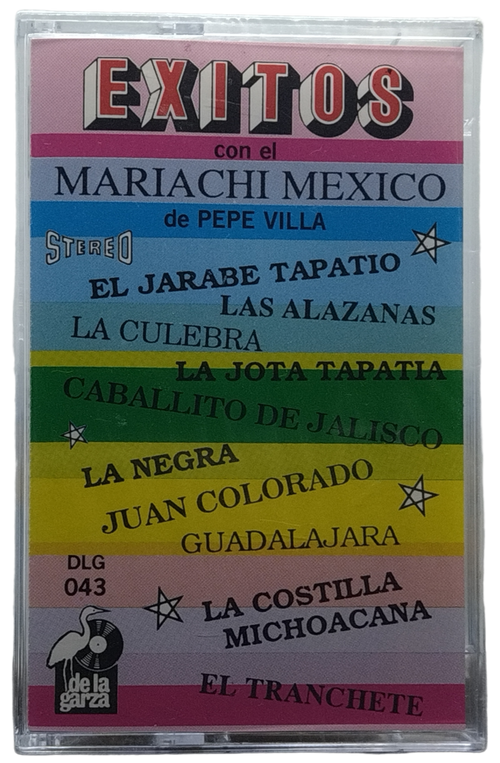 EXITOS
con el
MARIACHI MEXICO
de PEPE VILLA
STEREO
EL JARABE TAPATIO
LAS ALAZANAS
LA CULEBRA
LA JOTA TAPATIA
CABALLITO DE JALISCO
LA NEGRA
JUAN COLORADO
GUADALAJARA
DLG
043
LA COSTILLA
MICHOACANA
de la
garza
EL TRANCHETE